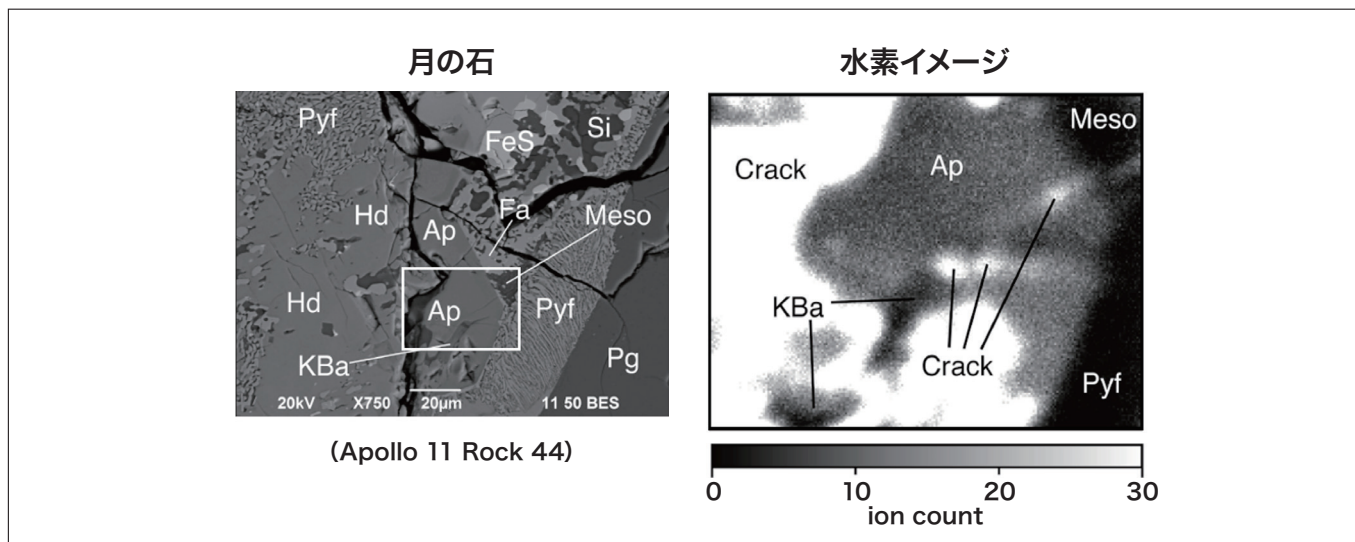 月の石
Pyf
FeS
Si
Hd
Ap
Fa
Meso
Hd
Ap
Pyf
KBa
Pg
20kV X750 20μm 11 50 BES
(Apollo 11 Rock 44)
水素イメージ
Meso
Crack
Ap
KBa
Crack
Pyf
0 10 20 30
ion count